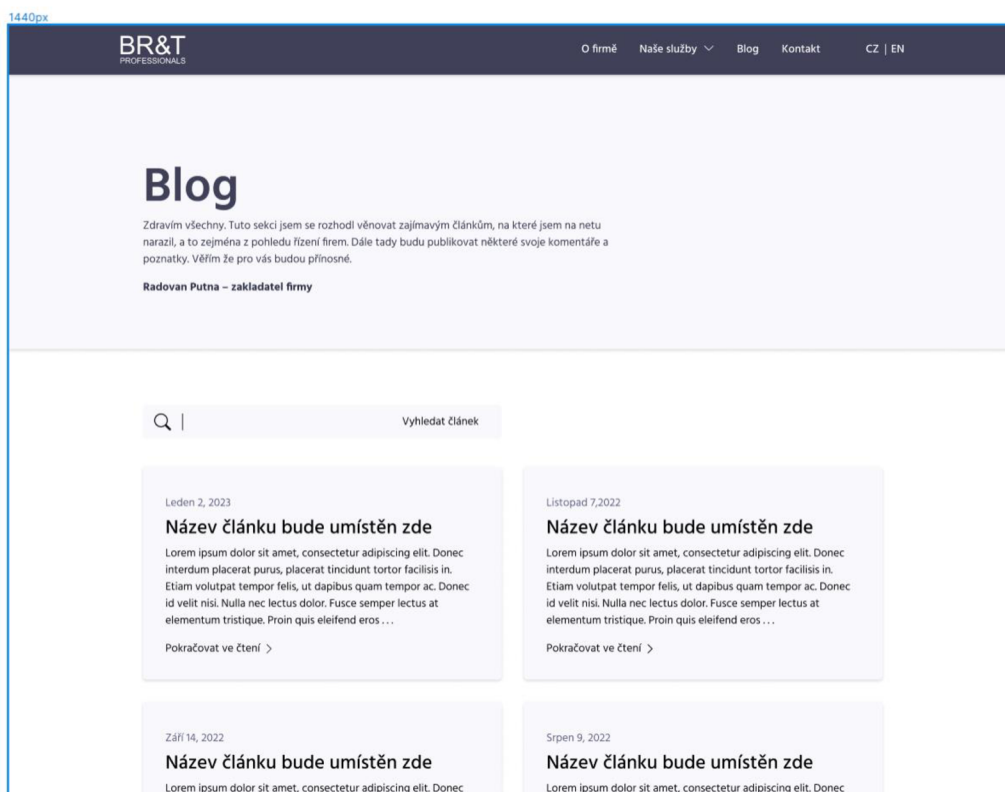 1440px
BR&T
PROFESSIONALS
O firmě Naše služby Blog Kontakt CZ | EN
Blog
Zdravím všechny. Tuto sekci jsem se rozhodl věnovat zajímavým článkům, na které jsem na netu
narazil, a to zejména z pohledu řízení firem. Dále tady budu publikovat některé svoje komentáře a
poznatky. Věřím že pro vás budou přínosné.
Radovan Putna – zakladatel firmy
Vyhledat článek
Leden 2, 2023
Název článku bude umístěn zde
Lorem ipsum dolor sit amet, consectetur adipiscing elit. Donec
interdum placerat purus, placerat tincidunt tortor facilisis in.
Etiam volutpat tempor felis, ut dapibus quam tempor ac. Donec
id velit nisi. Nulla nec lectus dolor. Fusce semper lectus at
elementum tristique. Proin quis eleifend eros . . .
Pokračovat ve čtení
Listopad 7,2022
Název článku bude umístěn zde
Lorem ipsum dolor sit amet, consectetur adipiscing elit. Donec
interdum placerat purus, placerat tincidunt tortor facilisis in.
Etiam volutpat tempor felis, ut dapibus quam tempor ac. Donec
id velit nisi. Nulla nec lectus dolor. Fusce semper lectus at
elementum tristique. Proin quis eleifend eros . . .
Pokračovat ve čtení
Září 14, 2022
Název článku bude umístěn zde
Lorem ipsum dolor sit amet, consectetur adipiscing elit. Donec
Srpen 9, 2022
Název článku bude umístěn zde
Lorem ipsum dolor sit amet, consectetur adipiscing elit. Donec